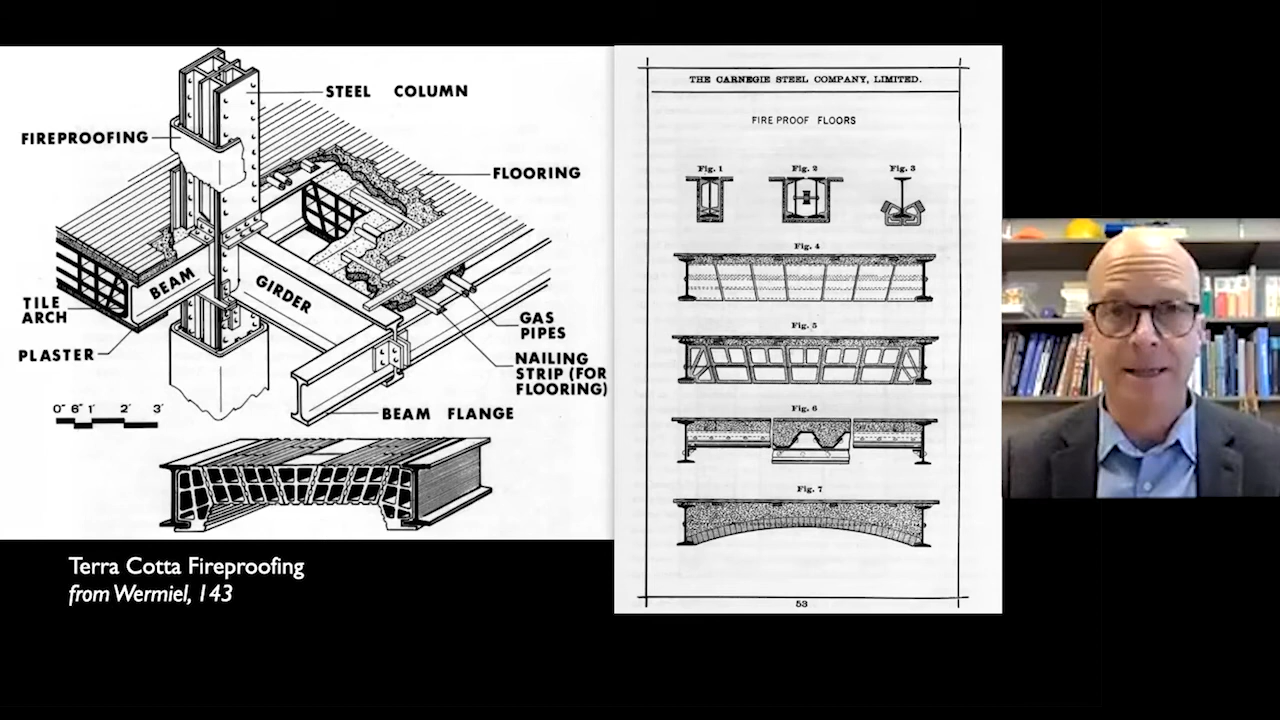 STEEL COLUMN
FIREPROOFING
FLOORING
BEAM
GIRDER
TILE
ARCH
PLASTER
GAS
PIPES
NAILING
STRIP (FOR
FLOORING)
BEAM FLANGE
0" 6" 1' 2' 3'
Terra Cotta Fireproofing
from Wermiel, 143
THE CARNEGIE STEEL COMPANY, LIMITED.
FIRE PROOF FLOORS
Fig. 1 Fig. 2 Fig. 3
Fig. 4
Fig. 5
Fig. 6
Fig. 7
53